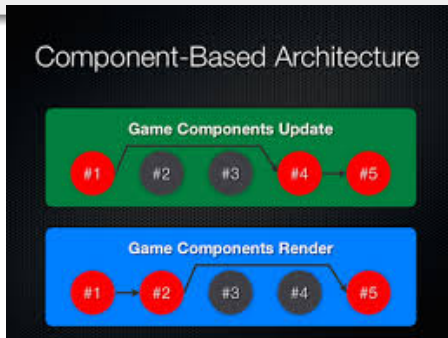 Component-Based Architecture
Game Components Update
#1 #2 #3 #4 #5
Game Components Render
#1 #2 #3 #4 #5